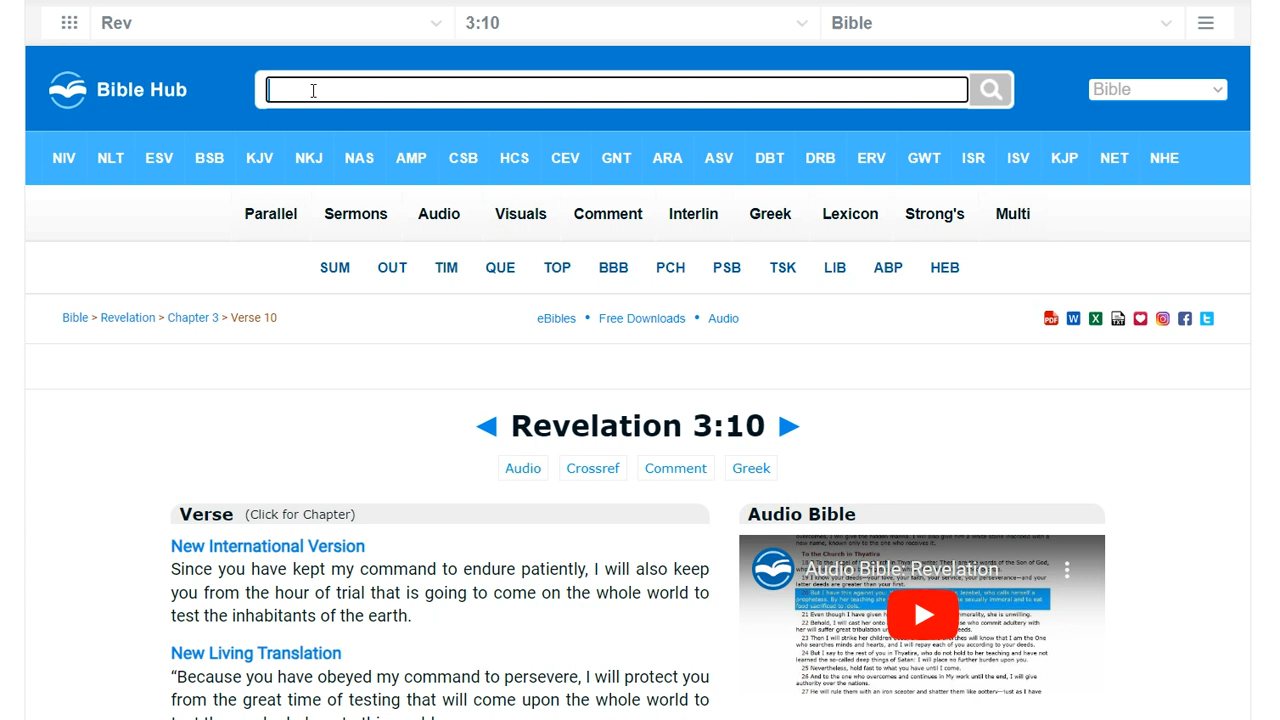 Rev 3:10 Bible
Bible Hub Bible
NIV NLT ESV BSB KJV NKJ NAS AMP CSB HCS CEV GNT ARA ASV DBT DRB ERV GWT ISR ISV KJP NET NHE
Parallel Sermons Audio Visuals Comment Interlin Greek Lexicon Strong's Multi
SUM OUT TIM QUE TOP BBB PCH PSB TSK LIB ABP HEB
Bible > Revelation > Chapter 3 > Verse 10 eBibles • Free Downloads • Audio
◄ Revelation 3:10 ►
Audio Crossref Comment Greek
Verse (Click for Chapter)
New International Version
Since you have kept my command to endure patiently, I will also keep
you from the hour of trial that is going to come on the whole world to
test the inhabitants of the earth.
New Living Translation
“Because you have obeyed my command to persevere, I will protect you
from the great time of testing that will come upon the whole world to
Audio Bible
To the Church in Thyatira
Audio Bible: Revelation